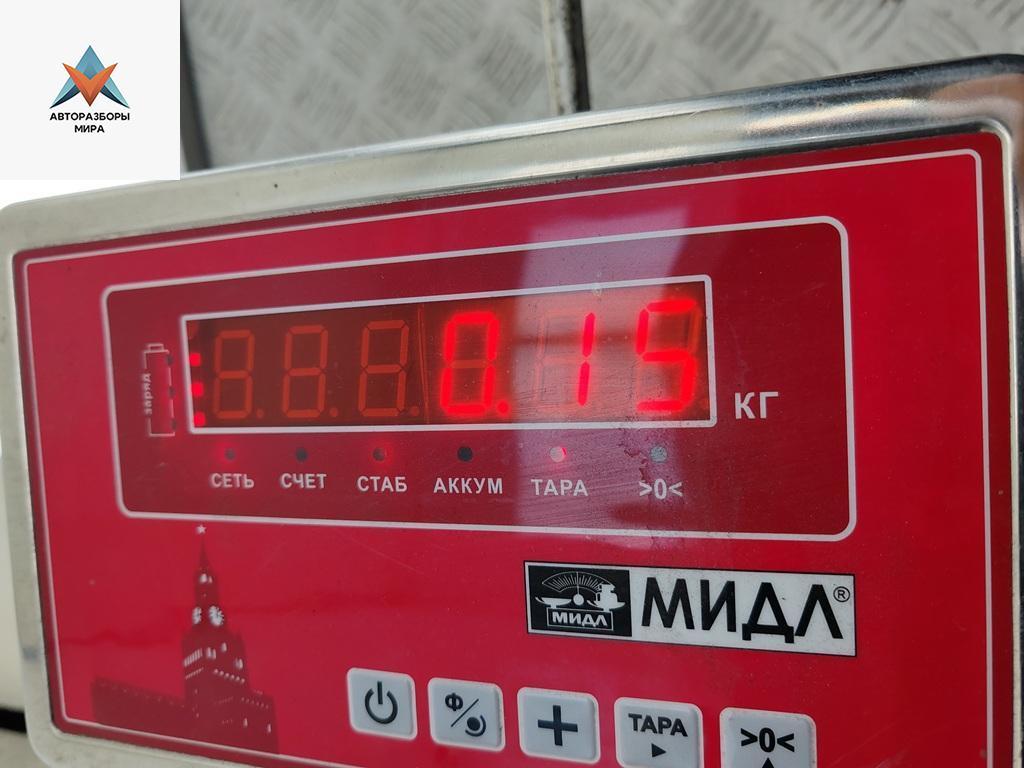 АВТОРАЗБОРЫ
МИРА
0.15
КГ
заряд
СЕТЬ СЧЕТ СТАБ АККУМ ТАРА >0<
МИДЛ МИДЛ®
Ф/ + ТАРА >0<